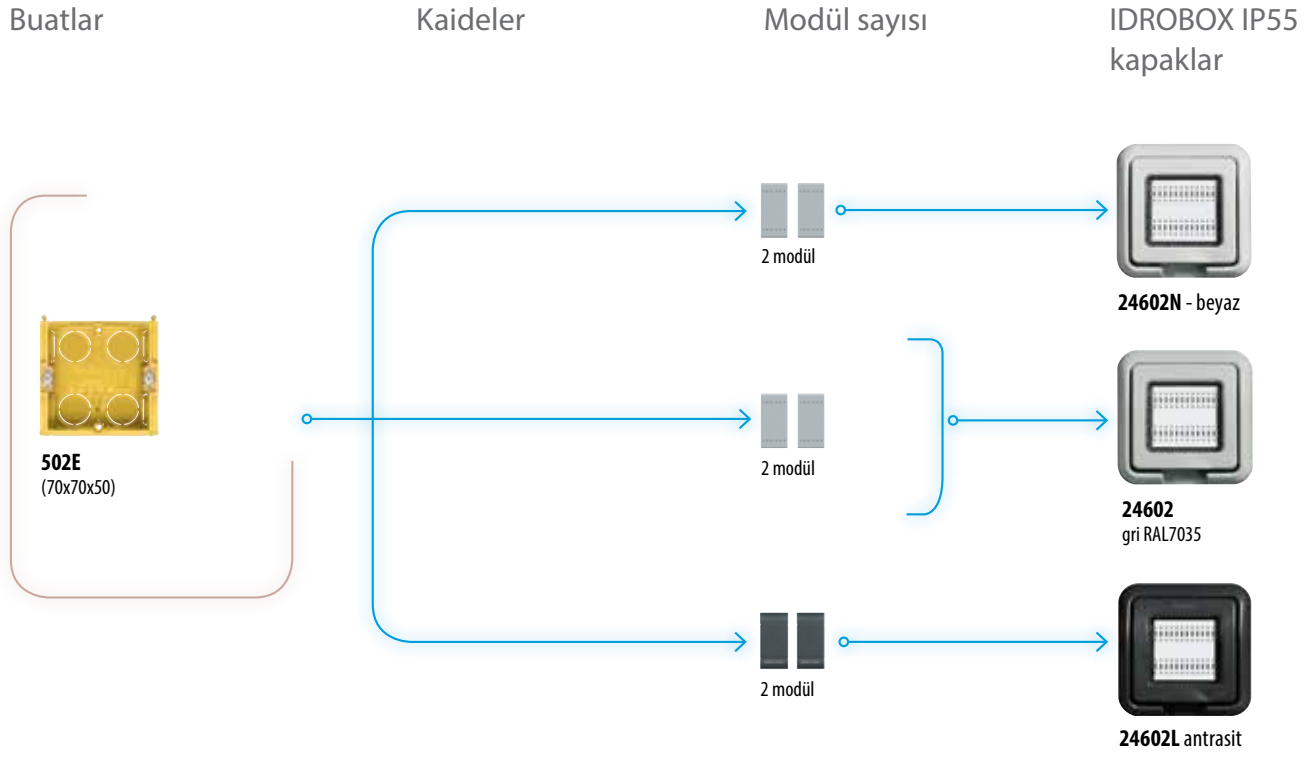 Buatlar
Kaideler
Modül sayısı
IDROBOX IP55
kapaklar
2 modül
24602N - beyaz
502E
(70x70x50)
2 modül
24602
gri RAL7035
2 modül
24602L antrasit